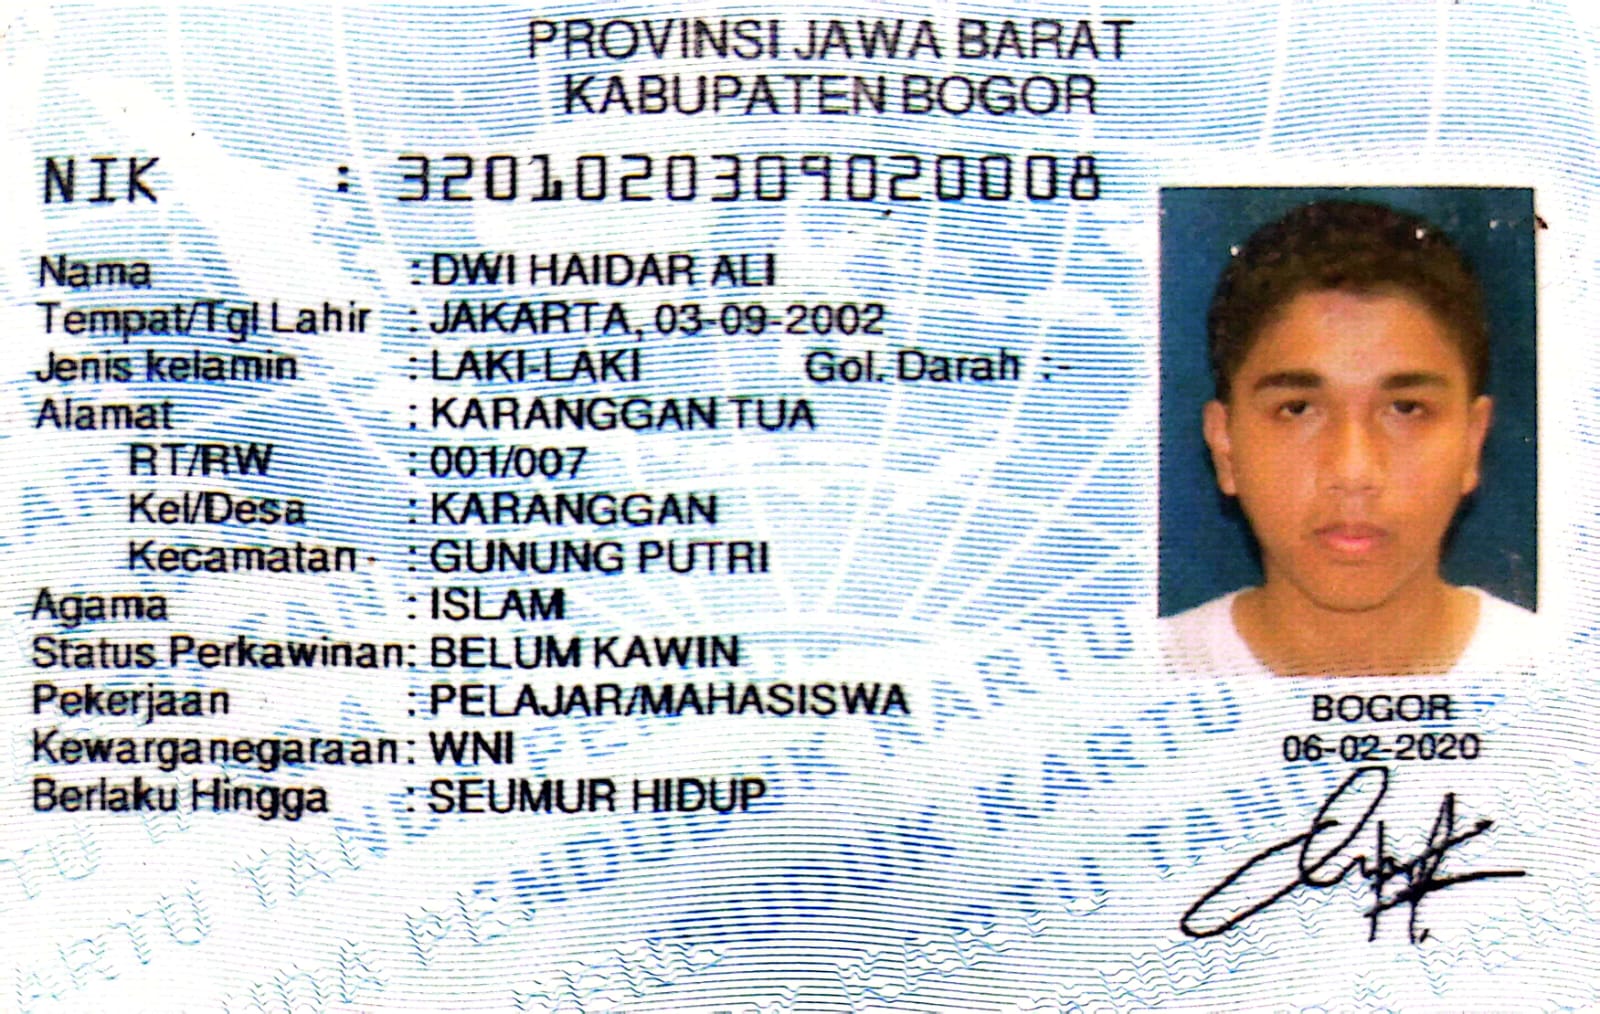 PROVINSI JAWA BARAT
KABUPATEN BOGOR
NIK : 3201020309020008
Nama : DWI HAIDAR ALI
Tempat/Tgl Lahir : JAKARTA, 03-09-2002
Jenis kelamin : LAKI-LAKI Gol. Darah : -
Alamat : KARANGGAN TUA
RT/RW : 001/007
Kel/Desa : KARANGGAN
Kecamatan : GUNUNG PUTRI
Agama : ISLAM
Status Perkawinan: BELUM KAWIN
Pekerjaan : PELAJAR/MAHASISWA
Kewarganegaraan: WNI
Berlaku Hingga : SEUMUR HIDUP
BOGOR
06-02-2020